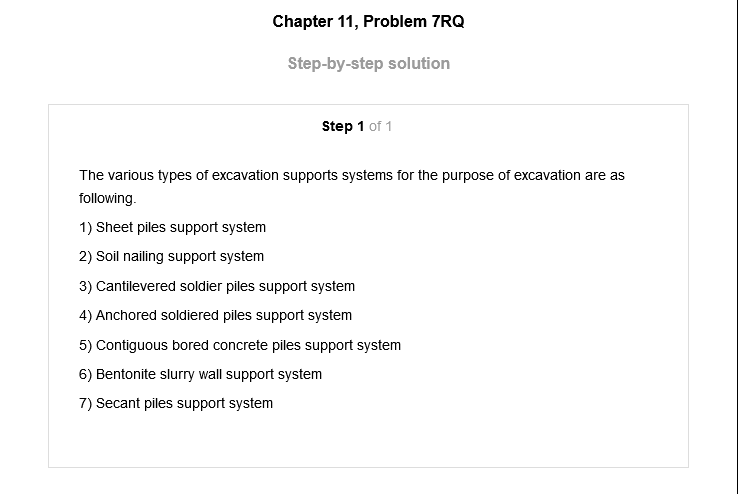 Chapter 11, Problem 7RQ
Step-by-step solution
Step 1 of 1
The various types of excavation supports systems for the purpose of excavation are as
following.
1) Sheet piles support system
2) Soil nailing support system
3) Cantilevered soldier piles support system
4) Anchored soldiered piles support system
5) Contiguous bored concrete piles support system
6) Bentonite slurry wall support system
7) Secant piles support system